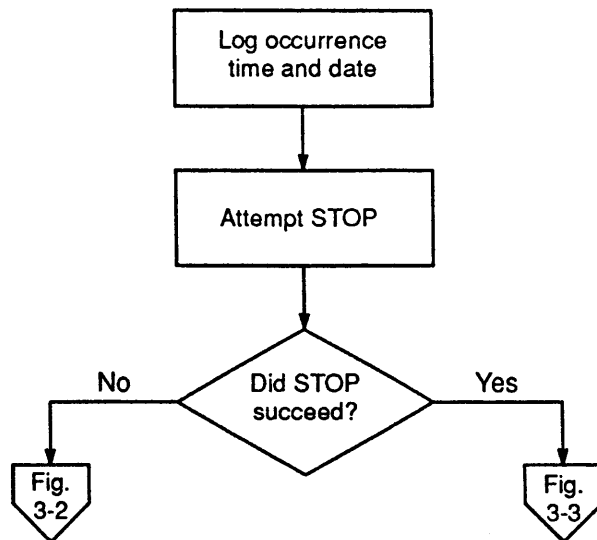 Log occurrence
time and date
Attempt STOP
No
Did STOP
succeed?
Yes
Fig.
3-2
Fig.
3-3